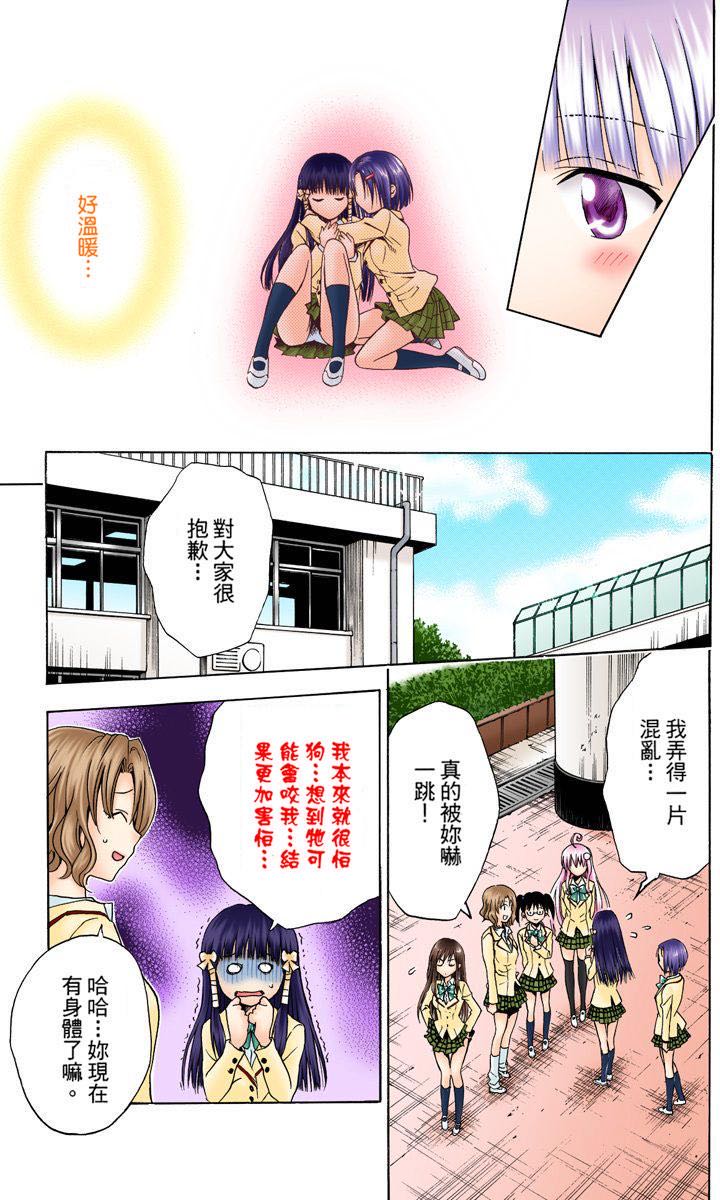 好溫暖…
對大家很
抱歉…
我弄得一片
混亂…
真的被妳嚇
一跳！
我本來就很怕
狗…想到牠可
能會咬我…結
果更加害怕…
哈哈…妳現在
有身體了嘛。